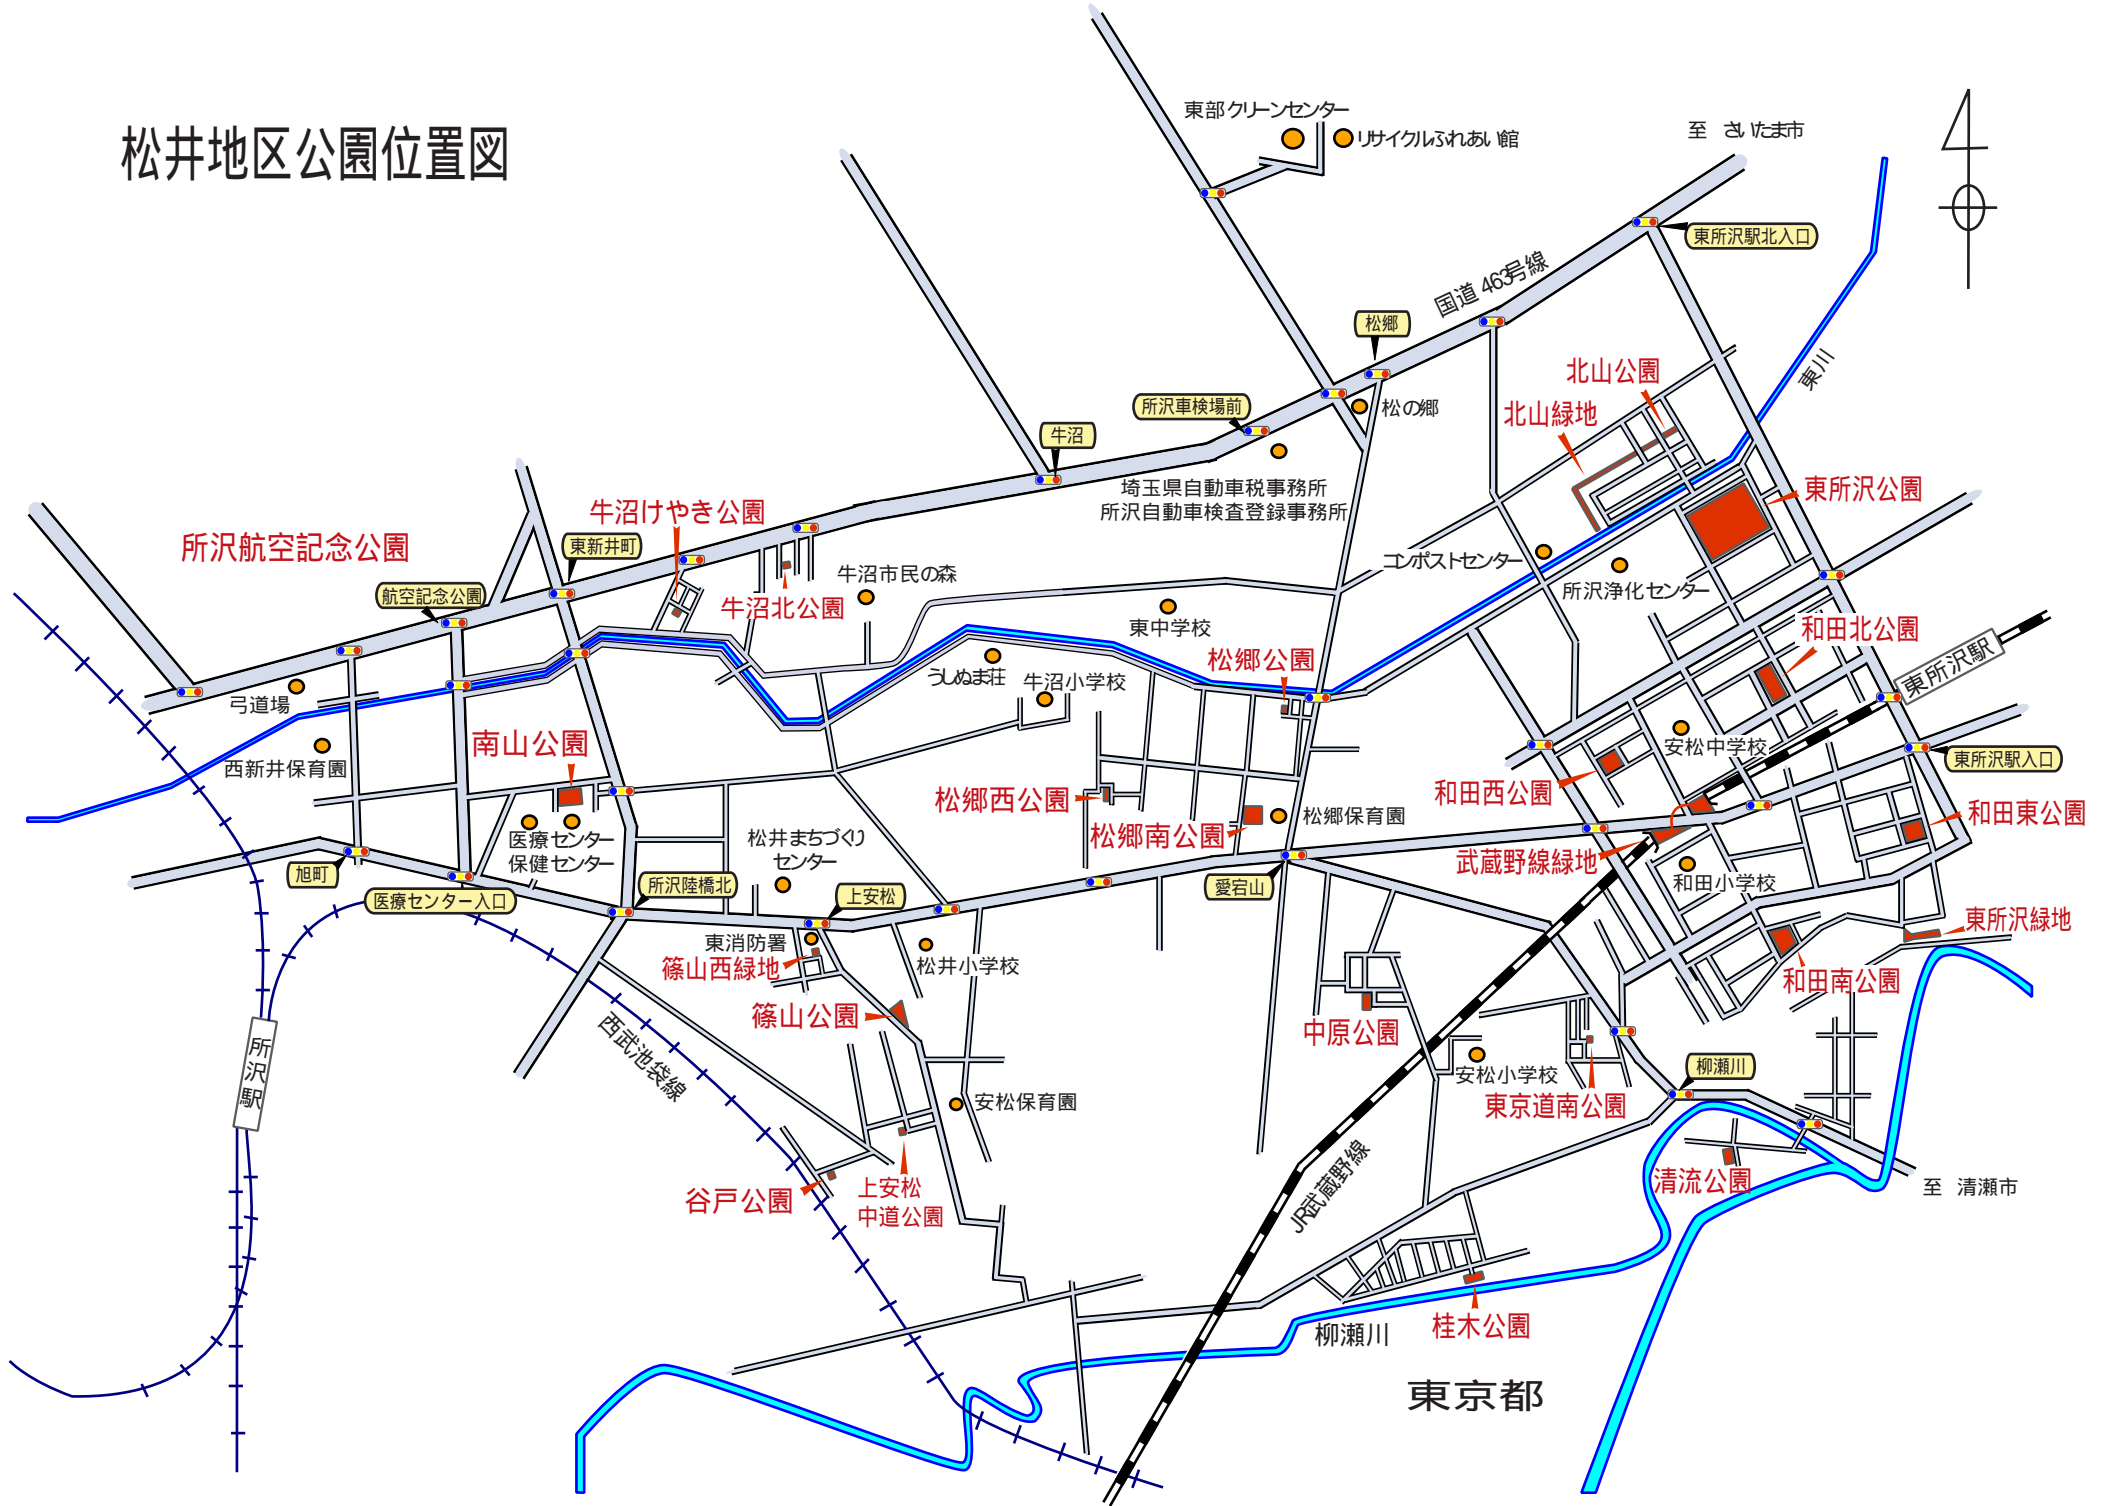 松井地区公園位置図
東部クリーンセンター
リサイクルふれあい館
至 さいたま市
東所沢駅北入口
国道463号線
松郷
東川
北山公園
所沢車検場前
松の郷
北山緑地
牛沼
埼玉県自動車税事務所
所沢自動車検査登録事務所
東所沢公園
牛沼けやき公園
所沢航空記念公園
東新井町
コンポストセンター
牛沼市民の森
所沢浄化センター
航空記念公園
牛沼北公園
東中学校
和田北公園
松郷公園
東所沢駅
うしぬま荘
牛沼小学校
弓道場
南山公園
安松中学校
西新井保育園
東所沢駅入口
和田西公園
松郷西公園
和田東公園
松郷保育園
松郷南公園
医療センター
保健センター
松井まちづくり
センター
武蔵野線緑地
旭町
所沢陸橋北
愛宕山
和田小学校
医療センター入口
上安松
東所沢緑地
東消防署
篠山西緑地
松井小学校
和田南公園
篠山公園
中原公園
西武池袋線
所沢駅
柳瀬川
安松小学校
安松保育園
東京道南公園
JR武蔵野線
清流公園
至 清瀬市
谷戸公園
上安松
中道公園
柳瀬川
桂木公園
東京都